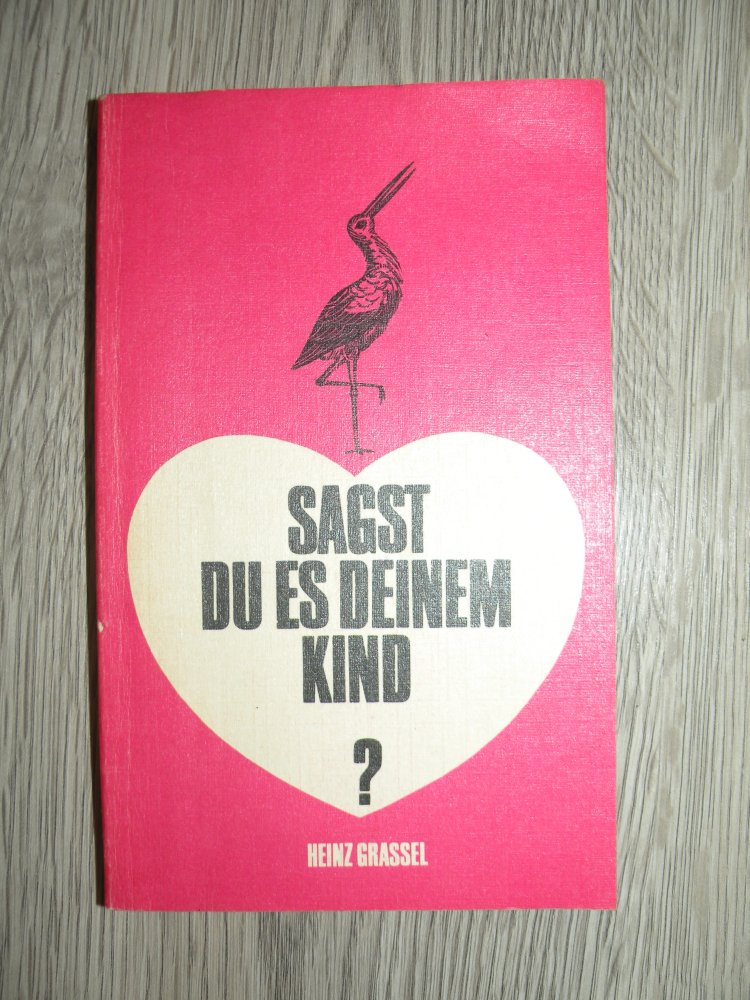 SAGST
DU ES DEINEM
KIND
?
HEINZ GRASSEL